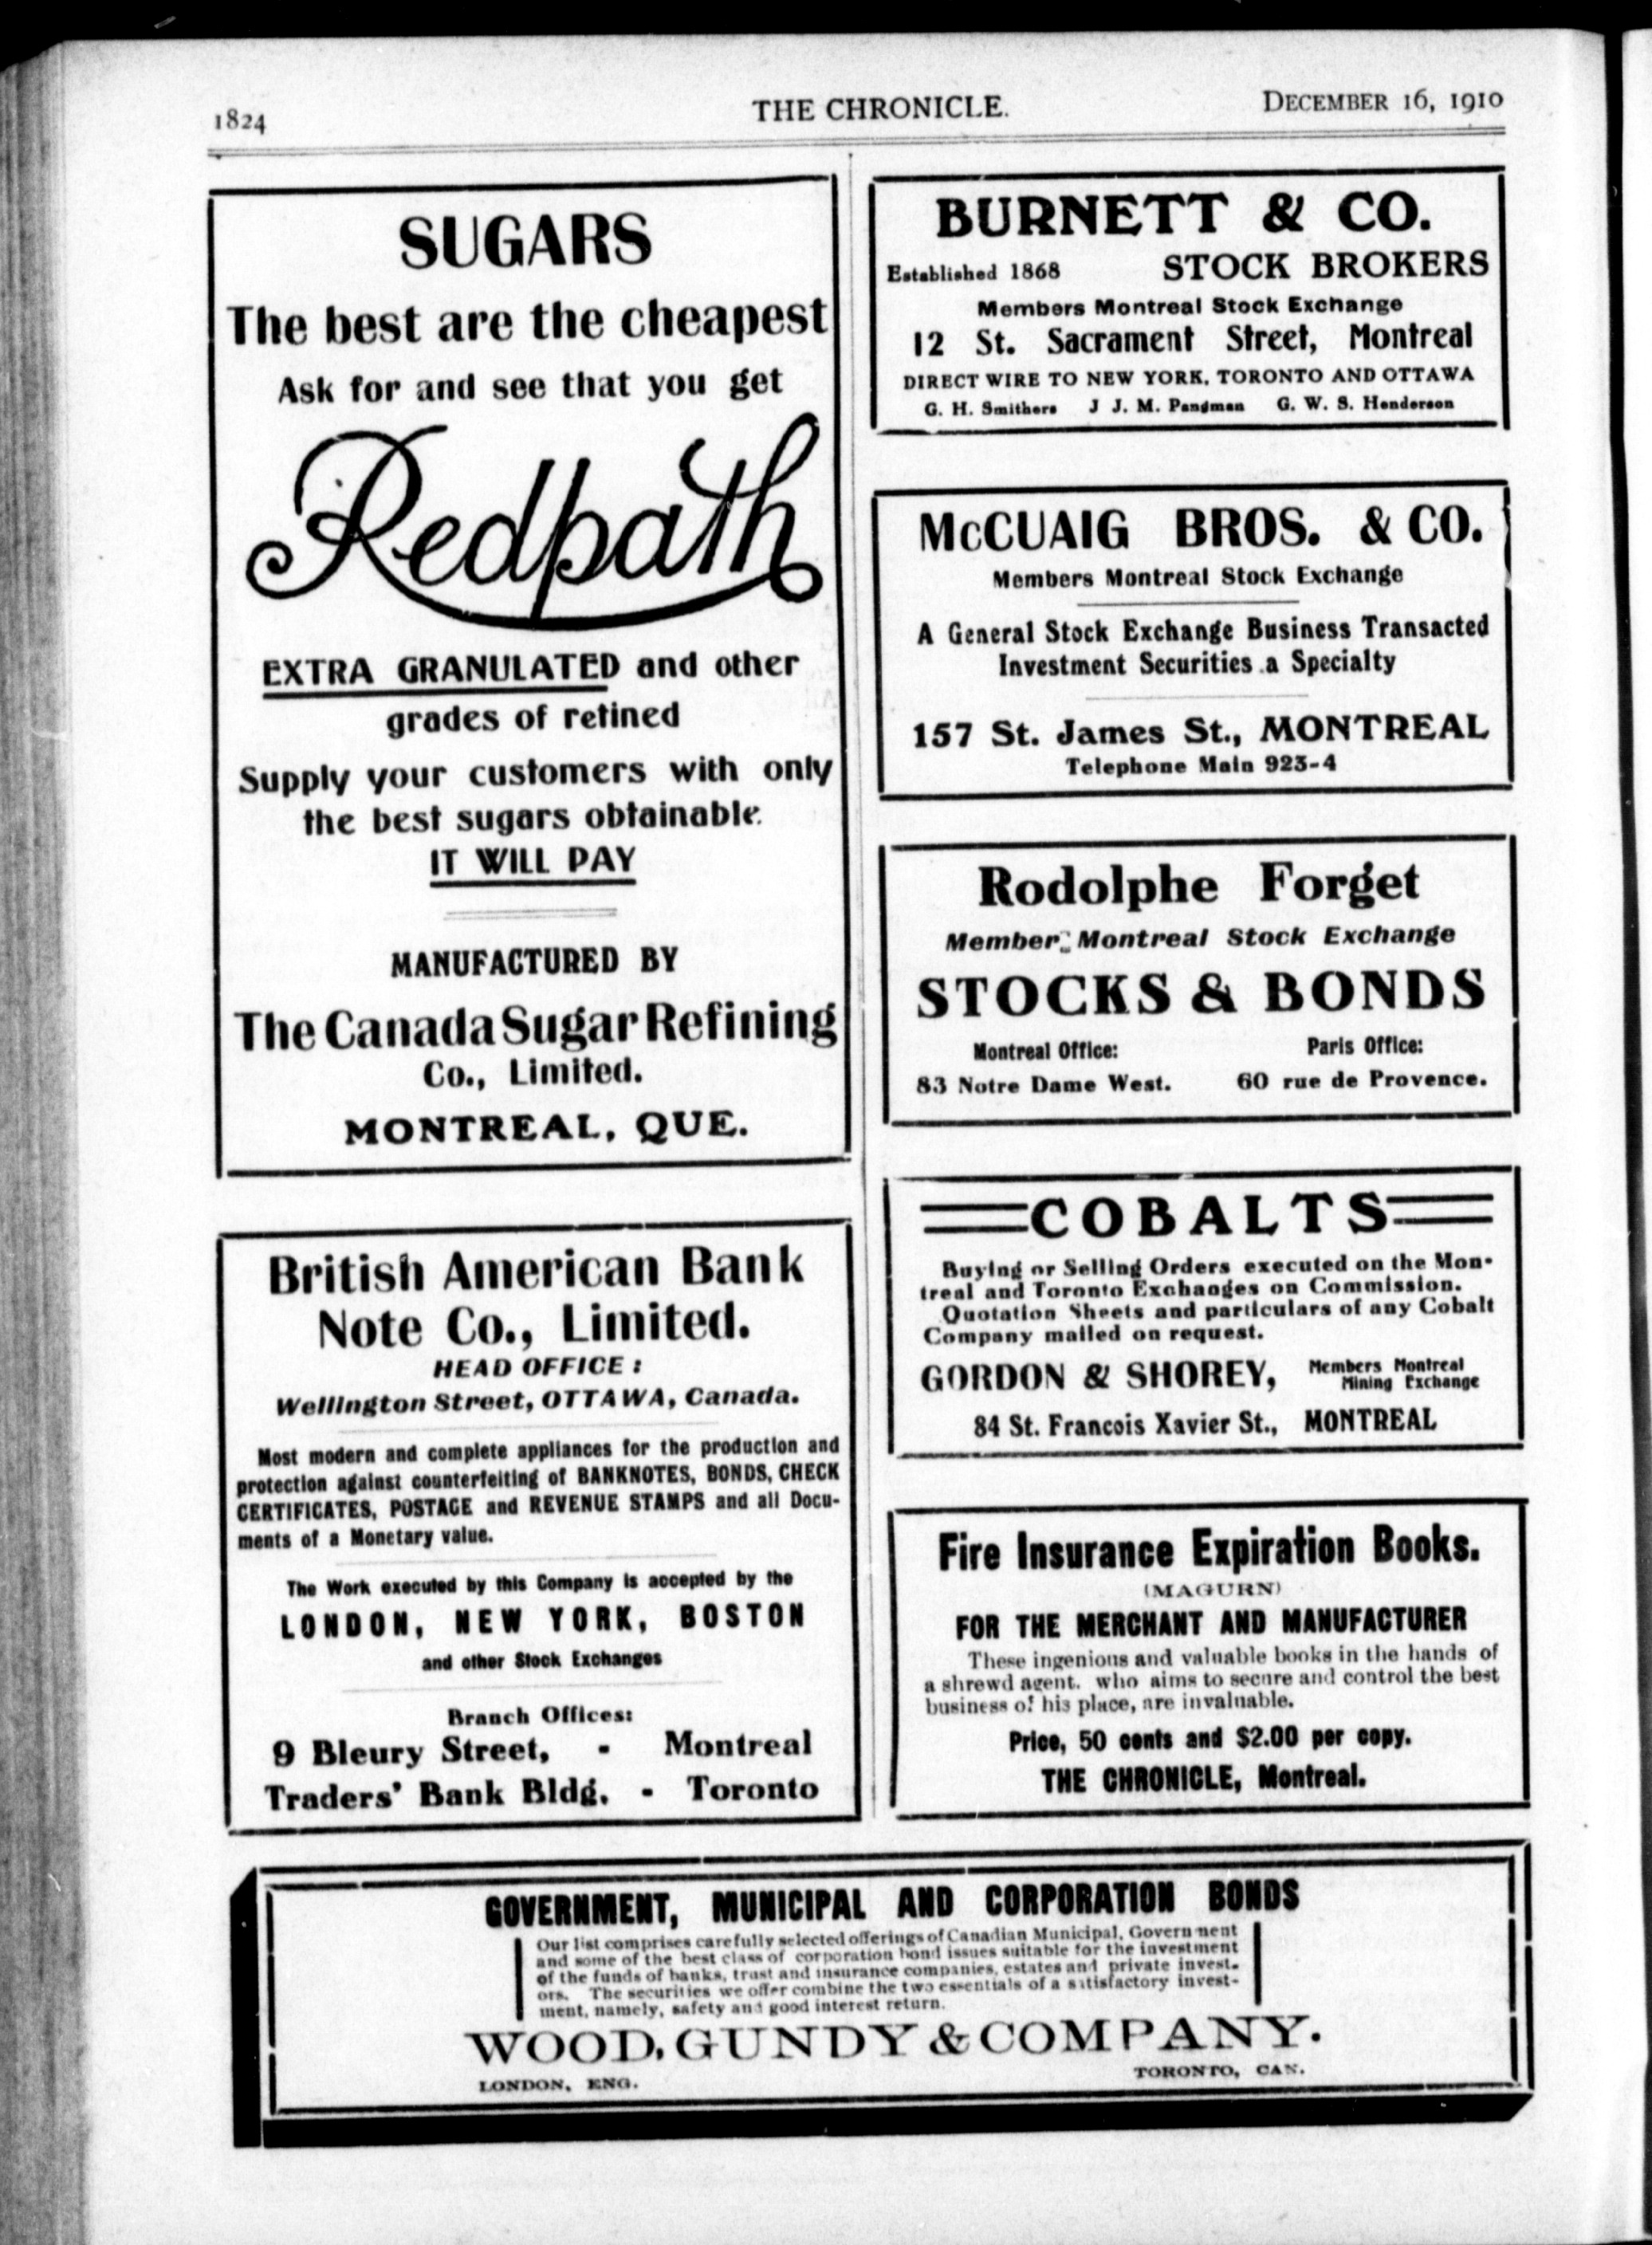 1824
THE CHRONICLE.
DECEMBER 16, 1910
SUGARS
The best are the cheapest
Ask for and see that you get
Redpath
EXTRA GRANULATED and other
grades of refined
Supply your customers with only
the best sugars obtainable.
IT WILL PAY
MANUFACTURED BY
The Canada Sugar Refining
Co., Limited.
MONTREAL, QUE.
British American Bank
Note Co., Limited.
HEAD OFFICE:
Wellington Street, OTTAWA, Canada.
Most modern and complete appliances for the production and
protection against counterfeiting of BANKNOTES, BONDS, CHECK
CERTIFICATES, POSTAGE and REVENUE STAMPS and all Docu-
ments of a Monetary value.
The Work executed by this Company is accepted by the
LONDON, NEW YORK, BOSTON
and other Stock Exchanges
Branch Offices:
9 Bleury Street, - Montreal
Traders' Bank Bldg. - Toronto
BURNETT & CO.
Established 1868 STOCK BROKERS
Members Montreal Stock Exchange
12 St. Sacrament Street, Montreal
DIRECT WIRE TO NEW YORK, TORONTO AND OTTAWA
G. H. Smithers J J. M. Pangman G. W. S. Henderson
McCUAIG BROS. & CO.
Members Montreal Stock Exchange
A General Stock Exchange Business Transacted
Investment Securities a Specialty
157 St. James St., MONTREAL
Telephone Main 923-4
Rodolphe Forget
Member Montreal Stock Exchange
STOCKS & BONDS
Montreal Office: Paris Office:
83 Notre Dame West. 60 rue de Provence.
COBALTS
Buying or Selling Orders executed on the Mon-
treal and Toronto Exchanges on Commission.
Quotation Sheets and particulars of any Cobalt
Company mailed on request.
GORDON & SHOREY, Members Montreal
Mining Exchange
84 St. Francois Xavier St., MONTREAL
Fire Insurance Expiration Books.
(MAGURN)
FOR THE MERCHANT AND MANUFACTURER
These ingenious and valuable books in the hands of
a shrewd agent, who aims to secure and control the best
business of his place, are invaluable.
Price, 50 cents and $2.00 per copy.
THE CHRONICLE, Montreal.
GOVERNMENT, MUNICIPAL AND CORPORATION BONDS
Our list comprises carefully selected offerings of Canadian Municipal, Government
and some of the best class of corporation bond issues suitable for the investment
of the funds of banks, trust and insurance companies, estates and private invest-
ors. The securities we offer combine the two essentials of a satisfactory invest-
ment, namely, safety and good interest return.
WOOD, GUNDY & COMPANY.
LONDON, ENG. TORONTO, CAN.